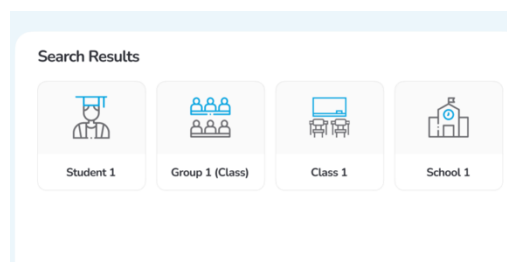 Search Results
Student 1
Group 1 (Class)
Class 1
School 1